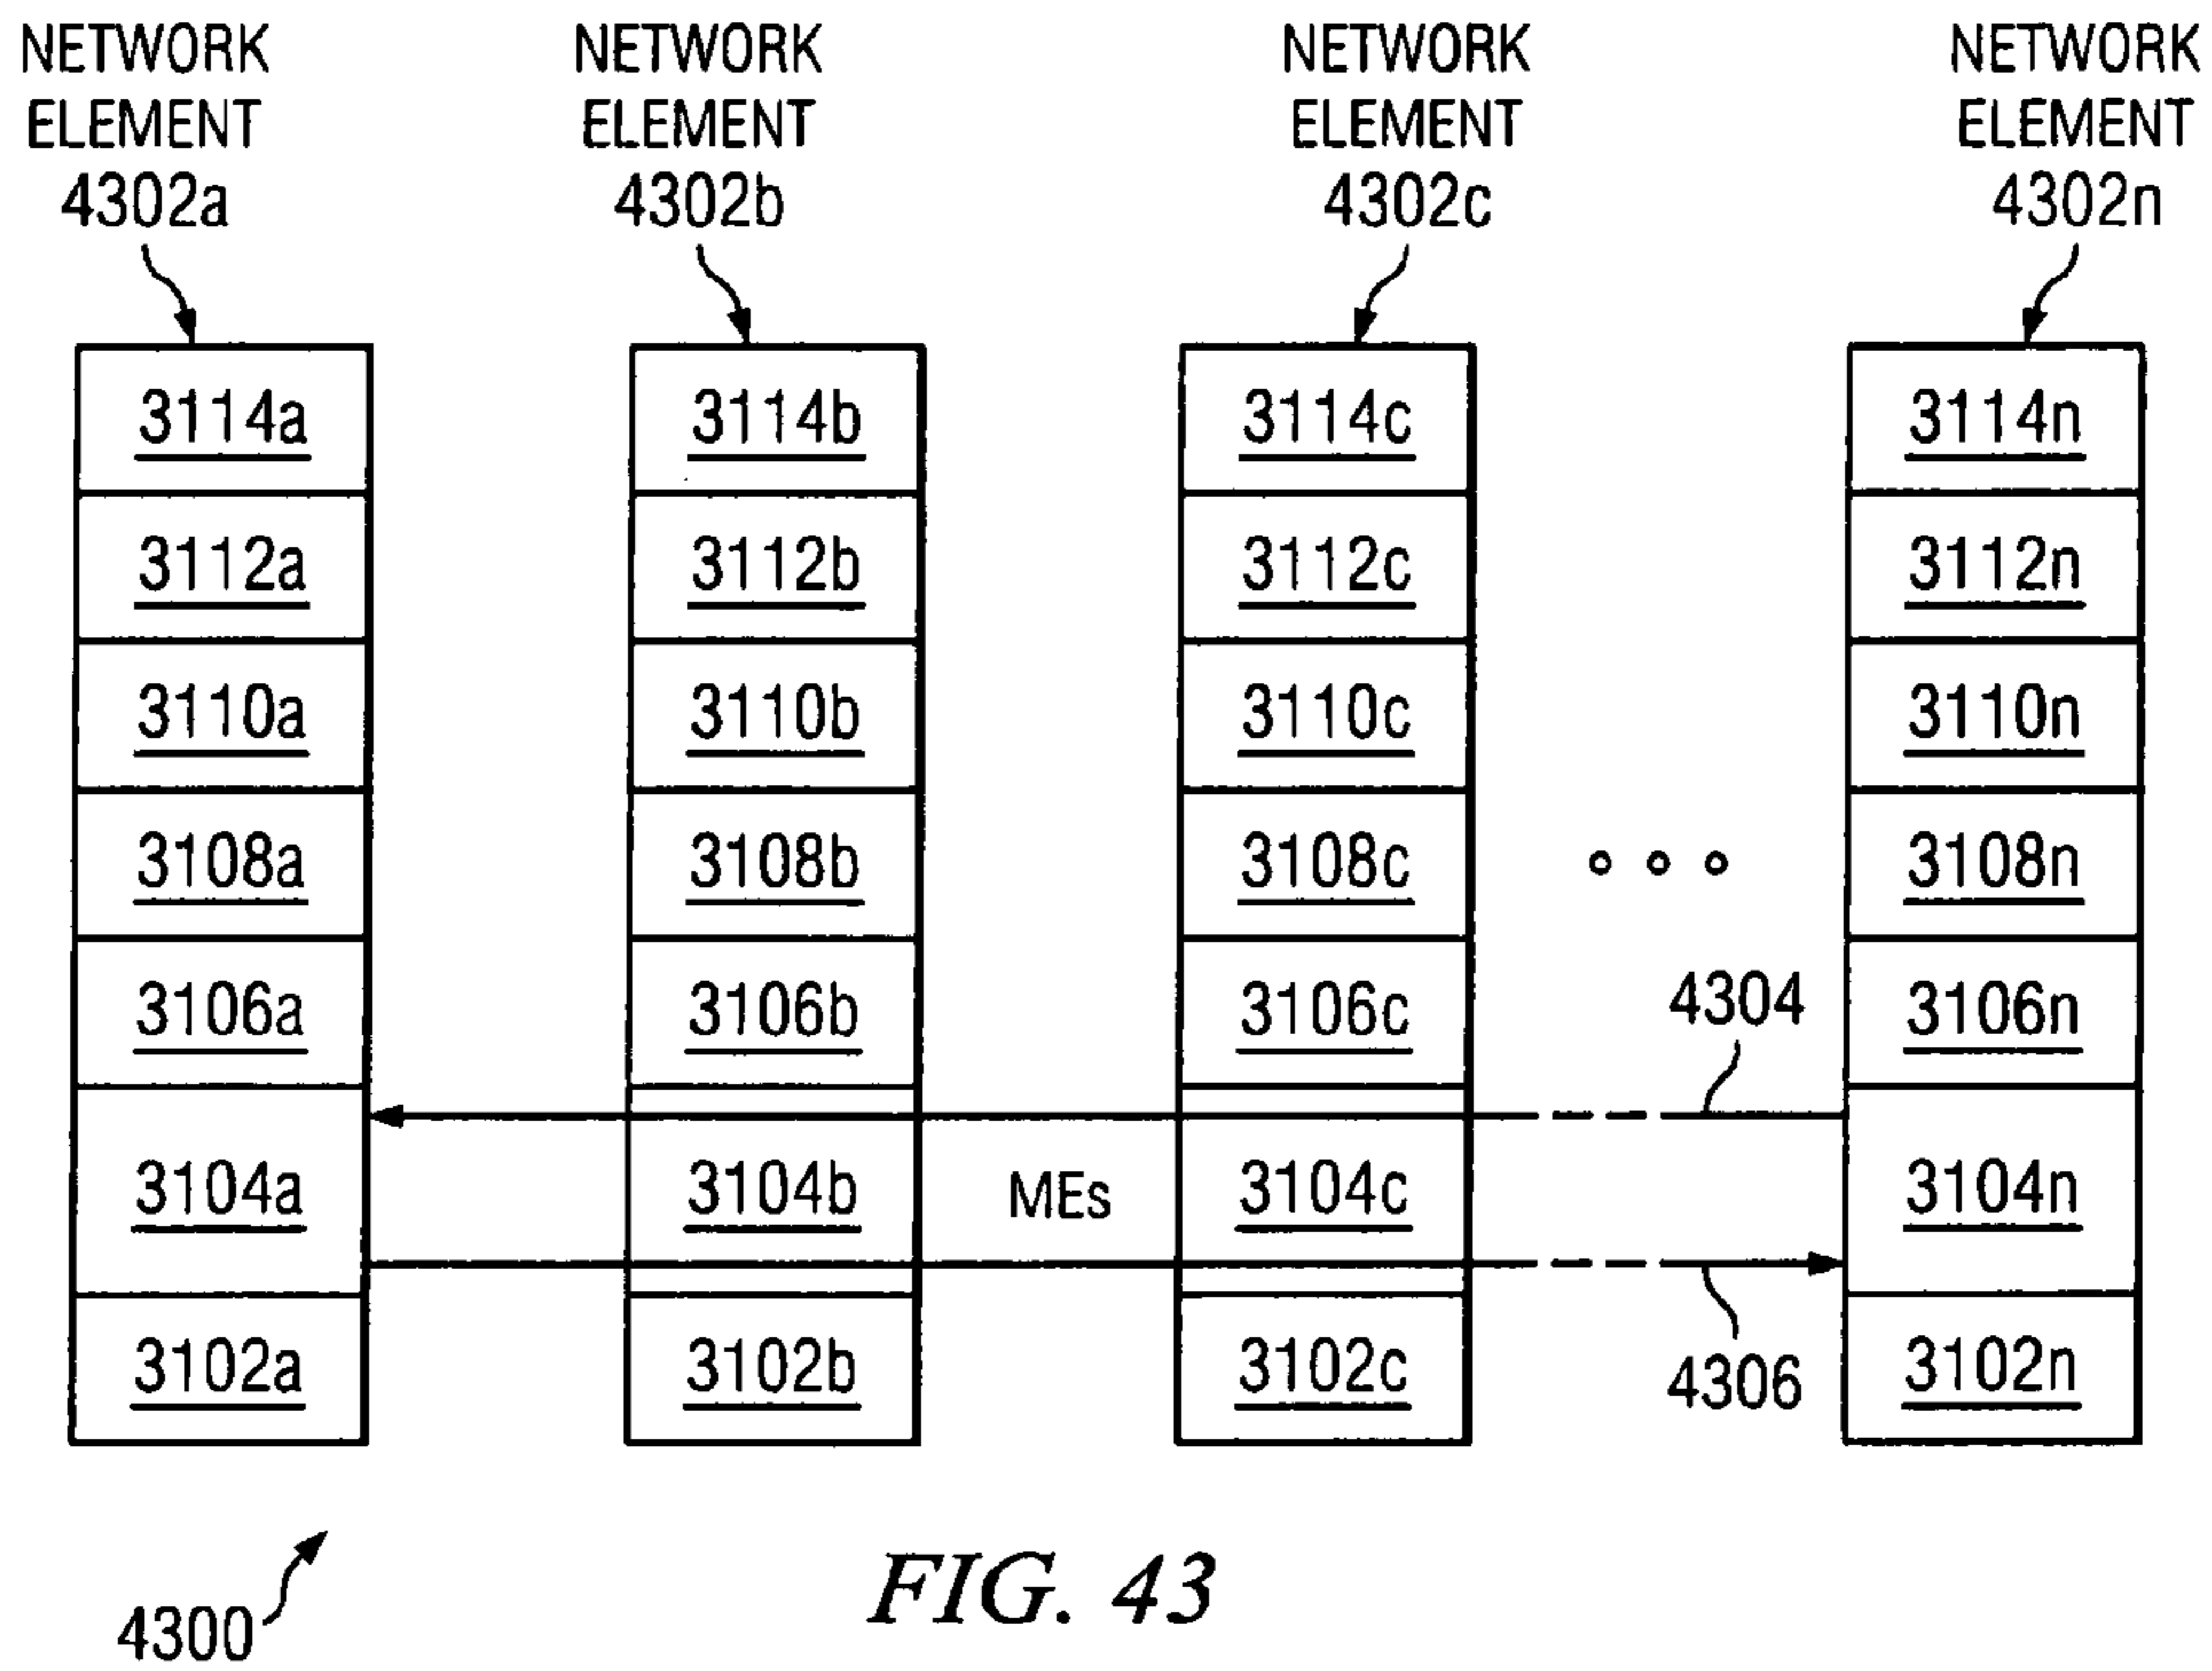 NETWORK ELEMENT 4302a
NETWORK ELEMENT 4302b
NETWORK ELEMENT 4302c
NETWORK ELEMENT 4302n
3114a 3114b 3114c 3114n
3112a 3112b 3112c 3112n
3110a 3110b 3110c 3110n
3108a 3108b 3108c 3108n
3106a 3106b 3106c 4304 3106n
3104a 3104b MEs 3104c 3104n
3102a 3102b 3102c 4306 3102n
4300
FIG. 43